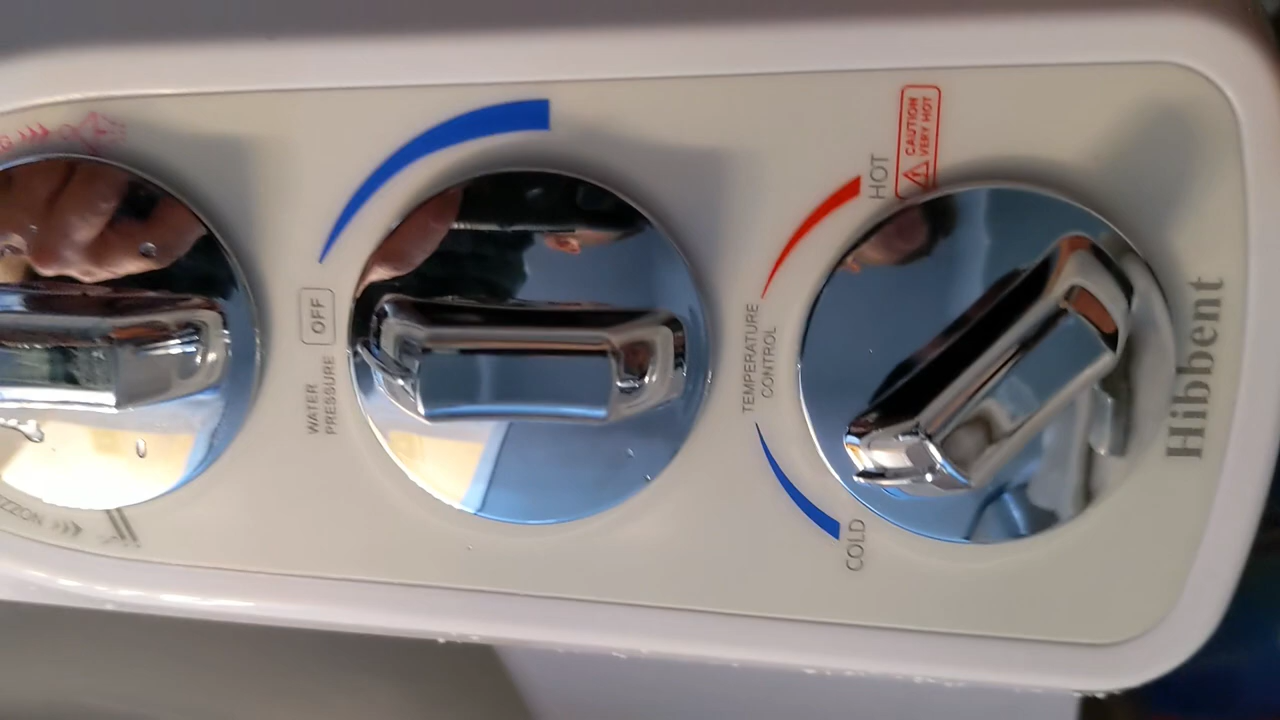 OFF
WATER
PRESSURE
TEMPERATURE
CONTROL
HOT
CAUTION
VERY HOT
COLD
Hibbent